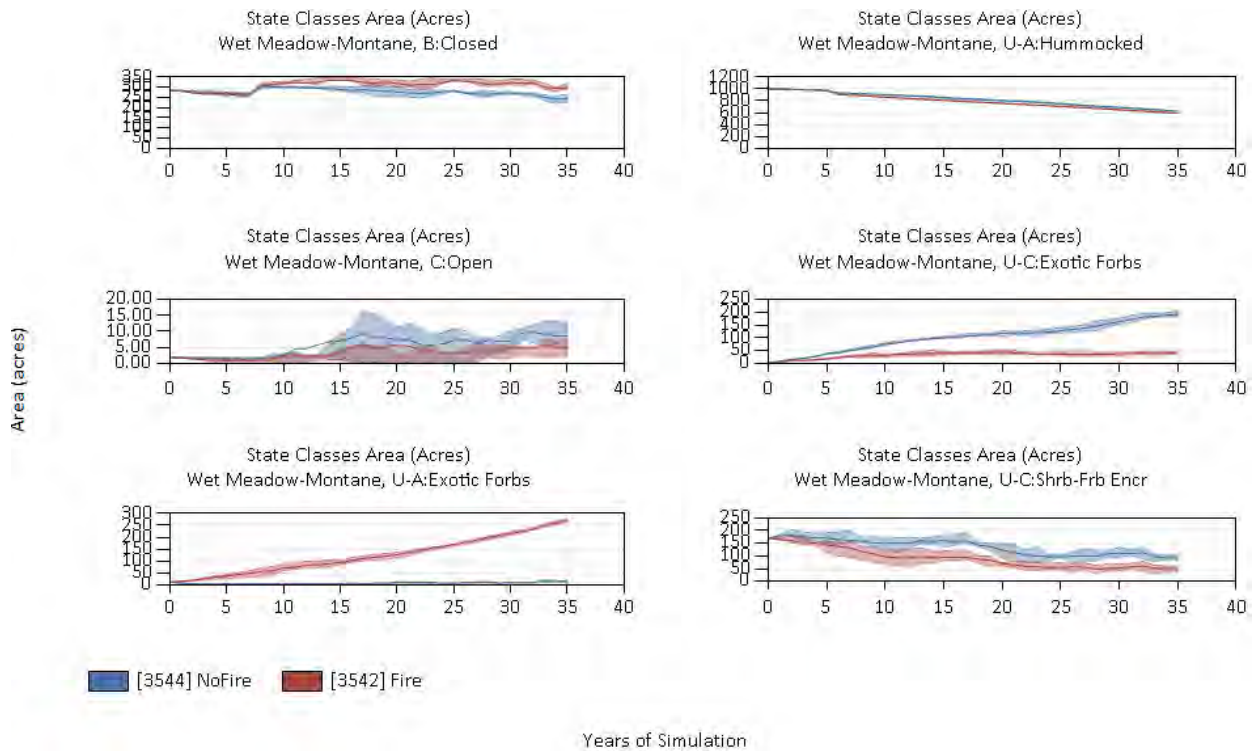 State Classes Area (Acres)
Wet Meadow-Montane, B:Closed
350
300
250
200
150
100
50
0
0 5 10 15 20 25 30 35 40
State Classes Area (Acres)
Wet Meadow-Montane, U-A:Hummocked
1200
1000
800
600
400
200
0
0 5 10 15 20 25 30 35 40
State Classes Area (Acres)
Wet Meadow-Montane, C:Open
20.00
15.00
10.00
5.00
0.00
0 5 10 15 20 25 30 35 40
State Classes Area (Acres)
Wet Meadow-Montane, U-C:Exotic Forbs
250
200
150
100
50
0
0 5 10 15 20 25 30 35 40
State Classes Area (Acres)
Wet Meadow-Montane, U-A:Exotic Forbs
300
250
200
150
100
50
0
0 5 10 15 20 25 30 35 40
State Classes Area (Acres)
Wet Meadow-Montane, U-C:Shrb-Frb Encr
250
200
150
100
50
0
0 5 10 15 20 25 30 35 40
Area (acres)
[3544] NoFire [3542] Fire
Years of Simulation